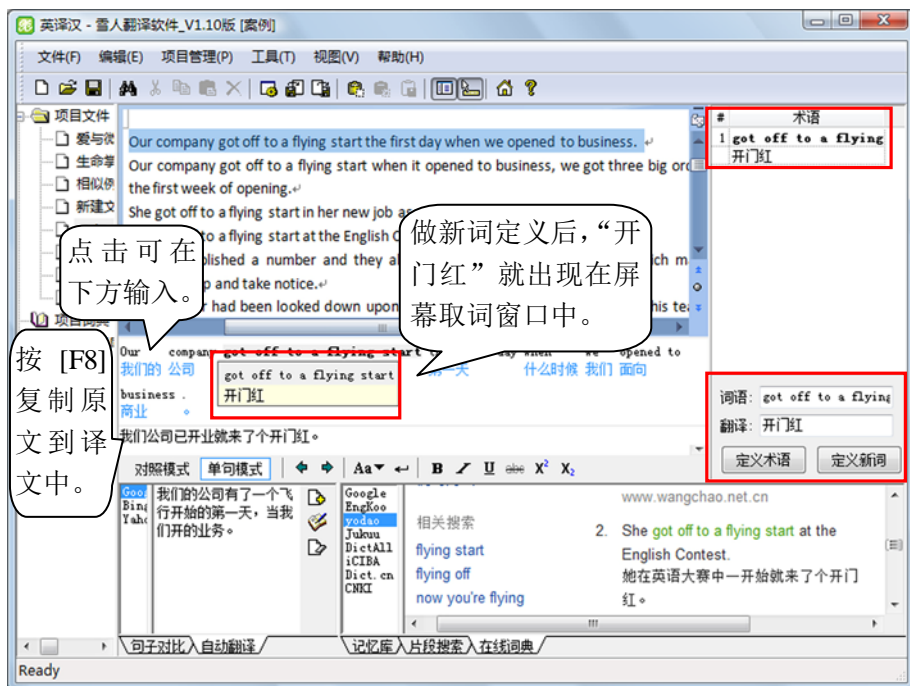 英译汉 - 雪人翻译软件_V1.10版 [案例]
文件(F) 编辑(E) 项目管理(P) 工具(T) 视图(V) 帮助(H)
项目文件
爱与
生命掌
相似例
新建文
项目词典
Our company got off to a flying start the first day when we opened to business. ↵
Our company got off to a flying start when it opened to business, we got three big or
the first week of opening.↵
She got off to a flying start in her new job a
to a flying start at the English C
blished a number and they al
ich m
p and take notice.↵
r had been looked down upon
his te
点击可在
下方输入。
做新词定义后，“开
门红”就出现在屏
幕取词窗口中。
按 [F8]
复制原
文到译
文中。
# 术语
1 got off to a flying
开门红
Our company got off to a flying start day when we opened to
我们的 公司 第一天 什么时候 我们 面向
got off to a flying start
开门红
business .
商业 。
我们公司已开业就来了个开门红。
词语: got off to a flying
翻译: 开门红
定义术语 定义新词
对照模式 单句模式 Aa B I U abc X² X₂
Goo
Bing
Yaho
我们的公司有了一个飞
行开始的第一天，当我
们开的业务。
Google
EngKoo
yodao
Jukuu
DictAll
iCIBA
Dict.cn
CNKI
相关搜索
flying start
flying off
now you're flying
www.wangchao.net.cn
2. She got off to a flying start at the
English Contest.
她在英语大赛中一开始就来了个开门
红。
句子对比 自动翻译 记忆库 片段搜索 在线词典
Ready